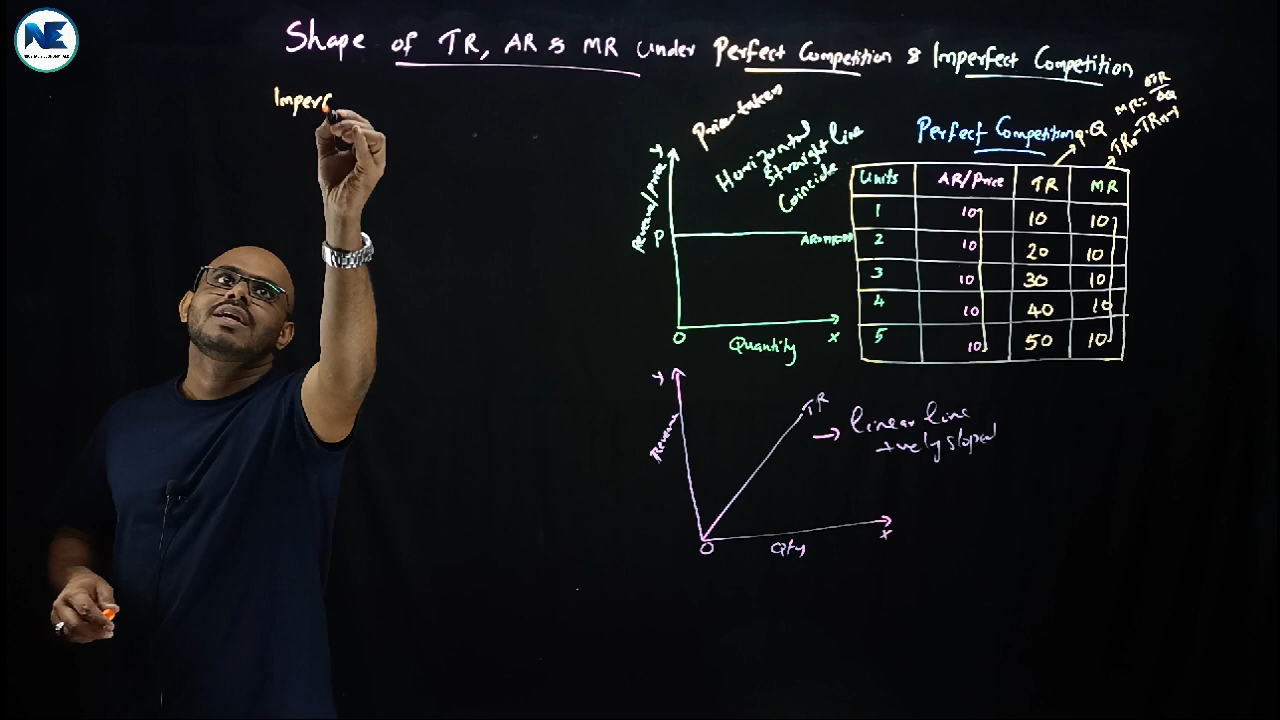 NE
Shape of TR, AR & MR under Perfect Competition & Imperfect Competition
Imperf
Price taker
Y
Revenue/price
Horizontal
Straight line
Coincide
P
O
Quantity
X
Perfect Competition
P.Q
MR = ΔTR/ΔQ
TRn-TRn-1
Units AR/Price TR MR
1 10 10 10
2 10 20 10
3 10 30 10
4 10 40 10
5 10 50 10
Y
Revenue
TR
→ linear line
+vely sloped
O
Qty
X